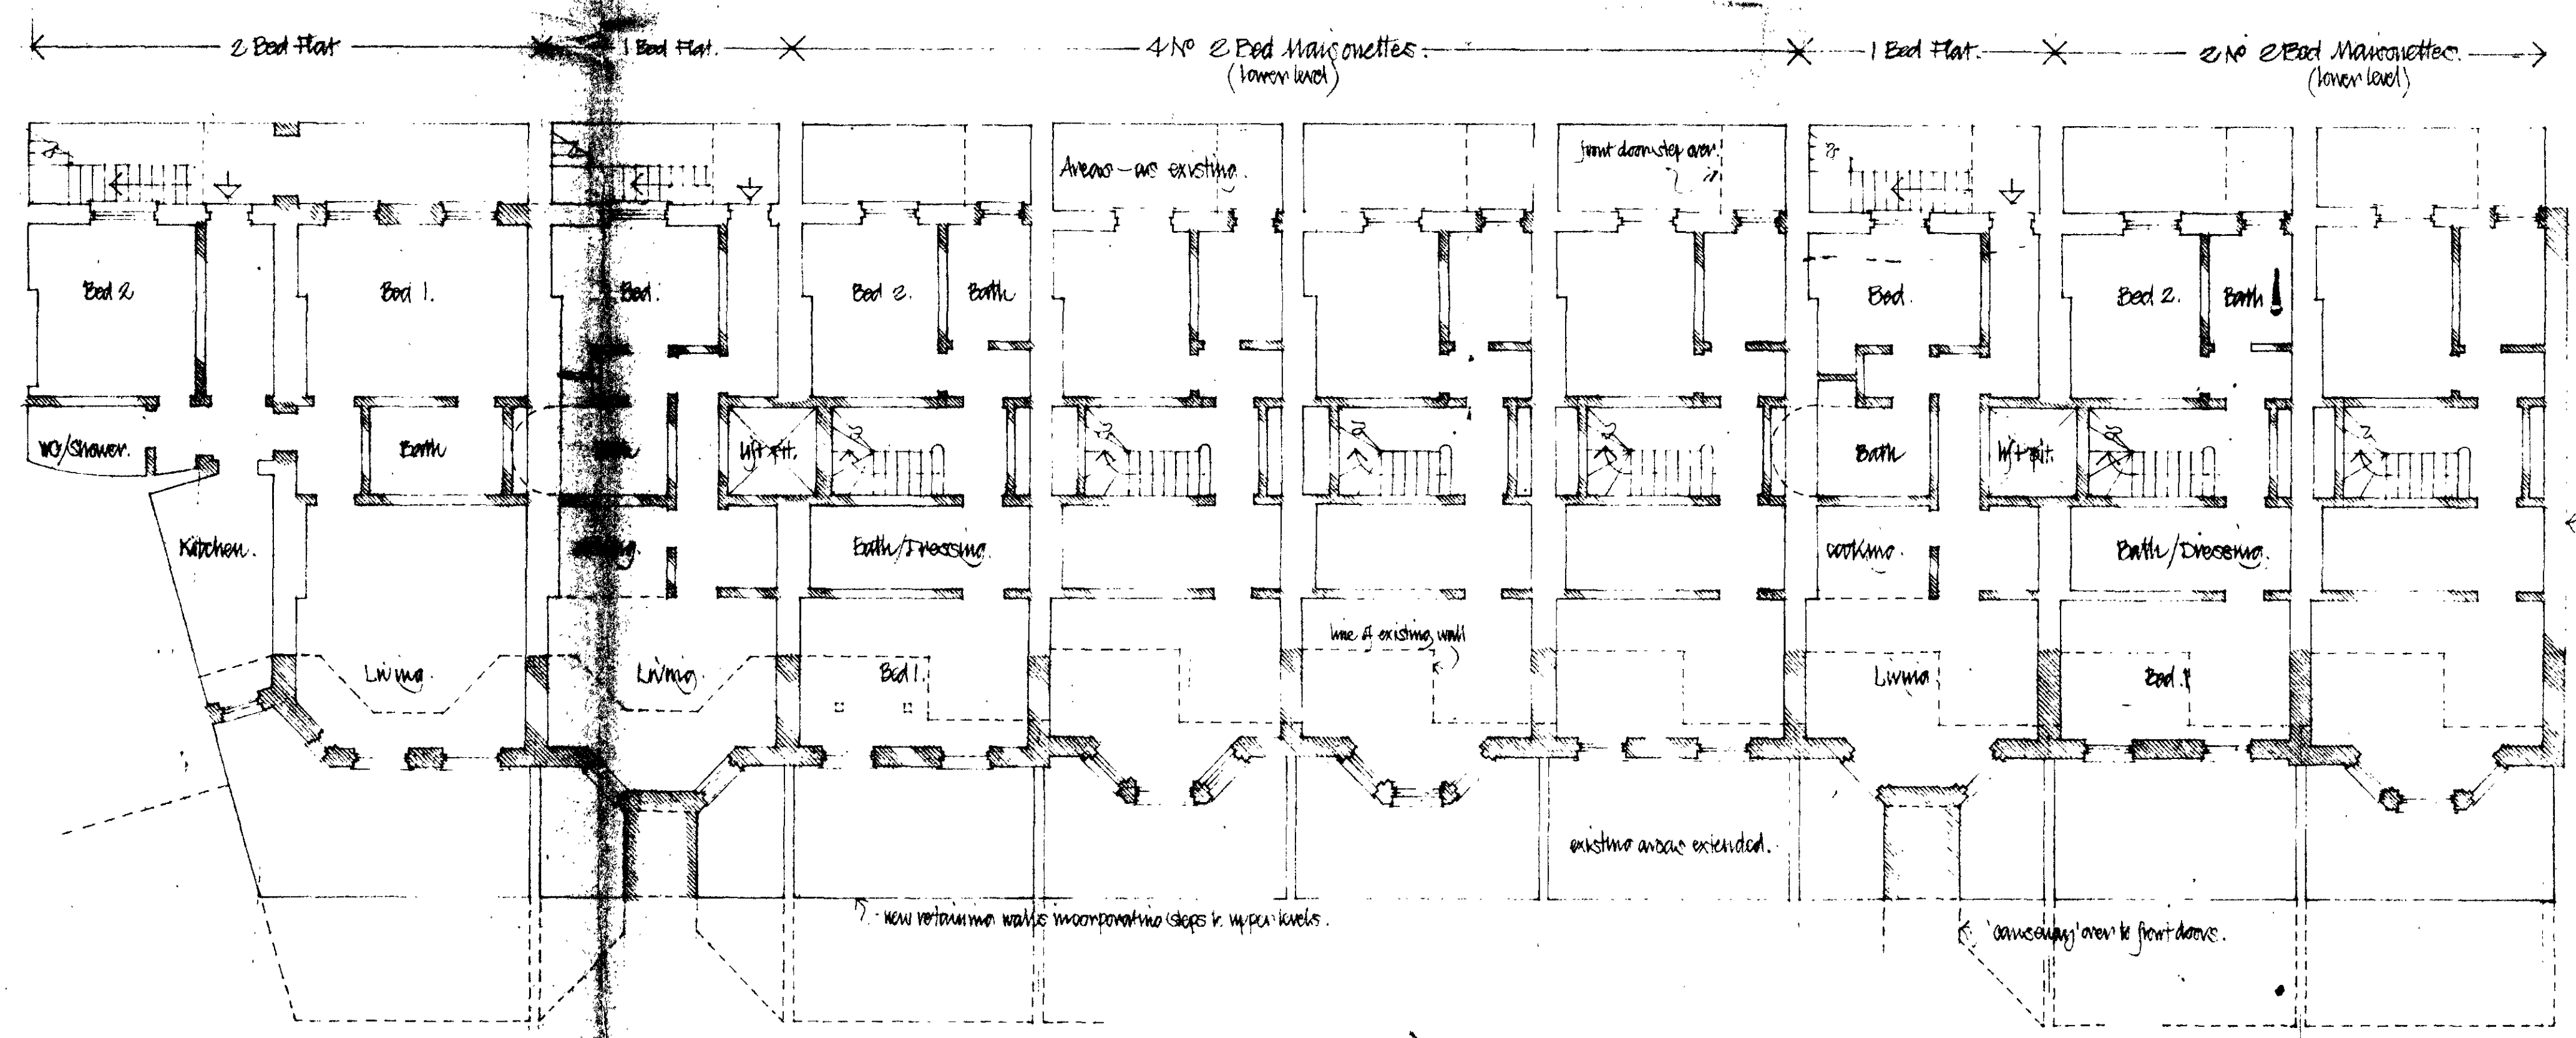 2 Bed Flat
1 Bed Flat.
4 No 2 Bed Maisonettes.
(lower level)
1 Bed Flat.
2 No 2 Bed Maisonettes.
(lower level)
Areas - as existing.
front door step over.
Bed 2
Bed 1.
Bed.
Bed 2.
Bath
Bed.
Bed 2.
Bath
WC/Shower.
Bath
lift pit.
Bath
lift pit.
Kitchen.
Bath/Dressing.
cooking.
Bath/Dressing.
line of existing wall
Living.
Living.
Bed 1.
Living.
Bed 1
existing areas extended.
new retaining walls incorporating steps to upper levels.
'causeway' over to front doors.